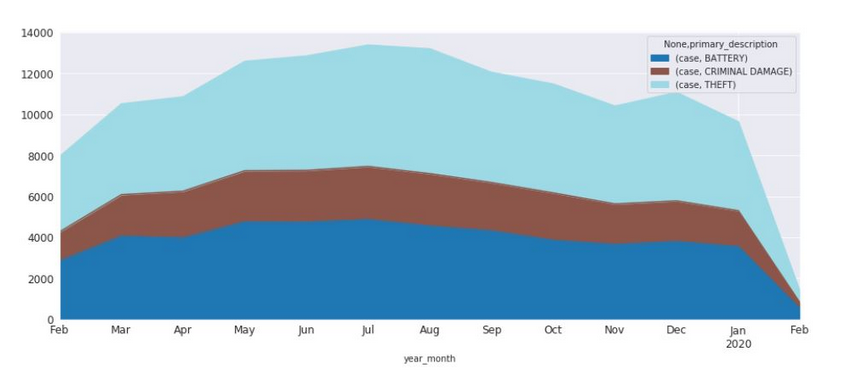 14000
12000
10000
8000
6000
4000
2000
0
None,primary_description
(case, BATTERY)
(case, CRIMINAL DAMAGE)
(case, THEFT)
Feb Mar Apr May Jun Jul Aug Sep Oct Nov Dec Jan Feb
2020
year_month